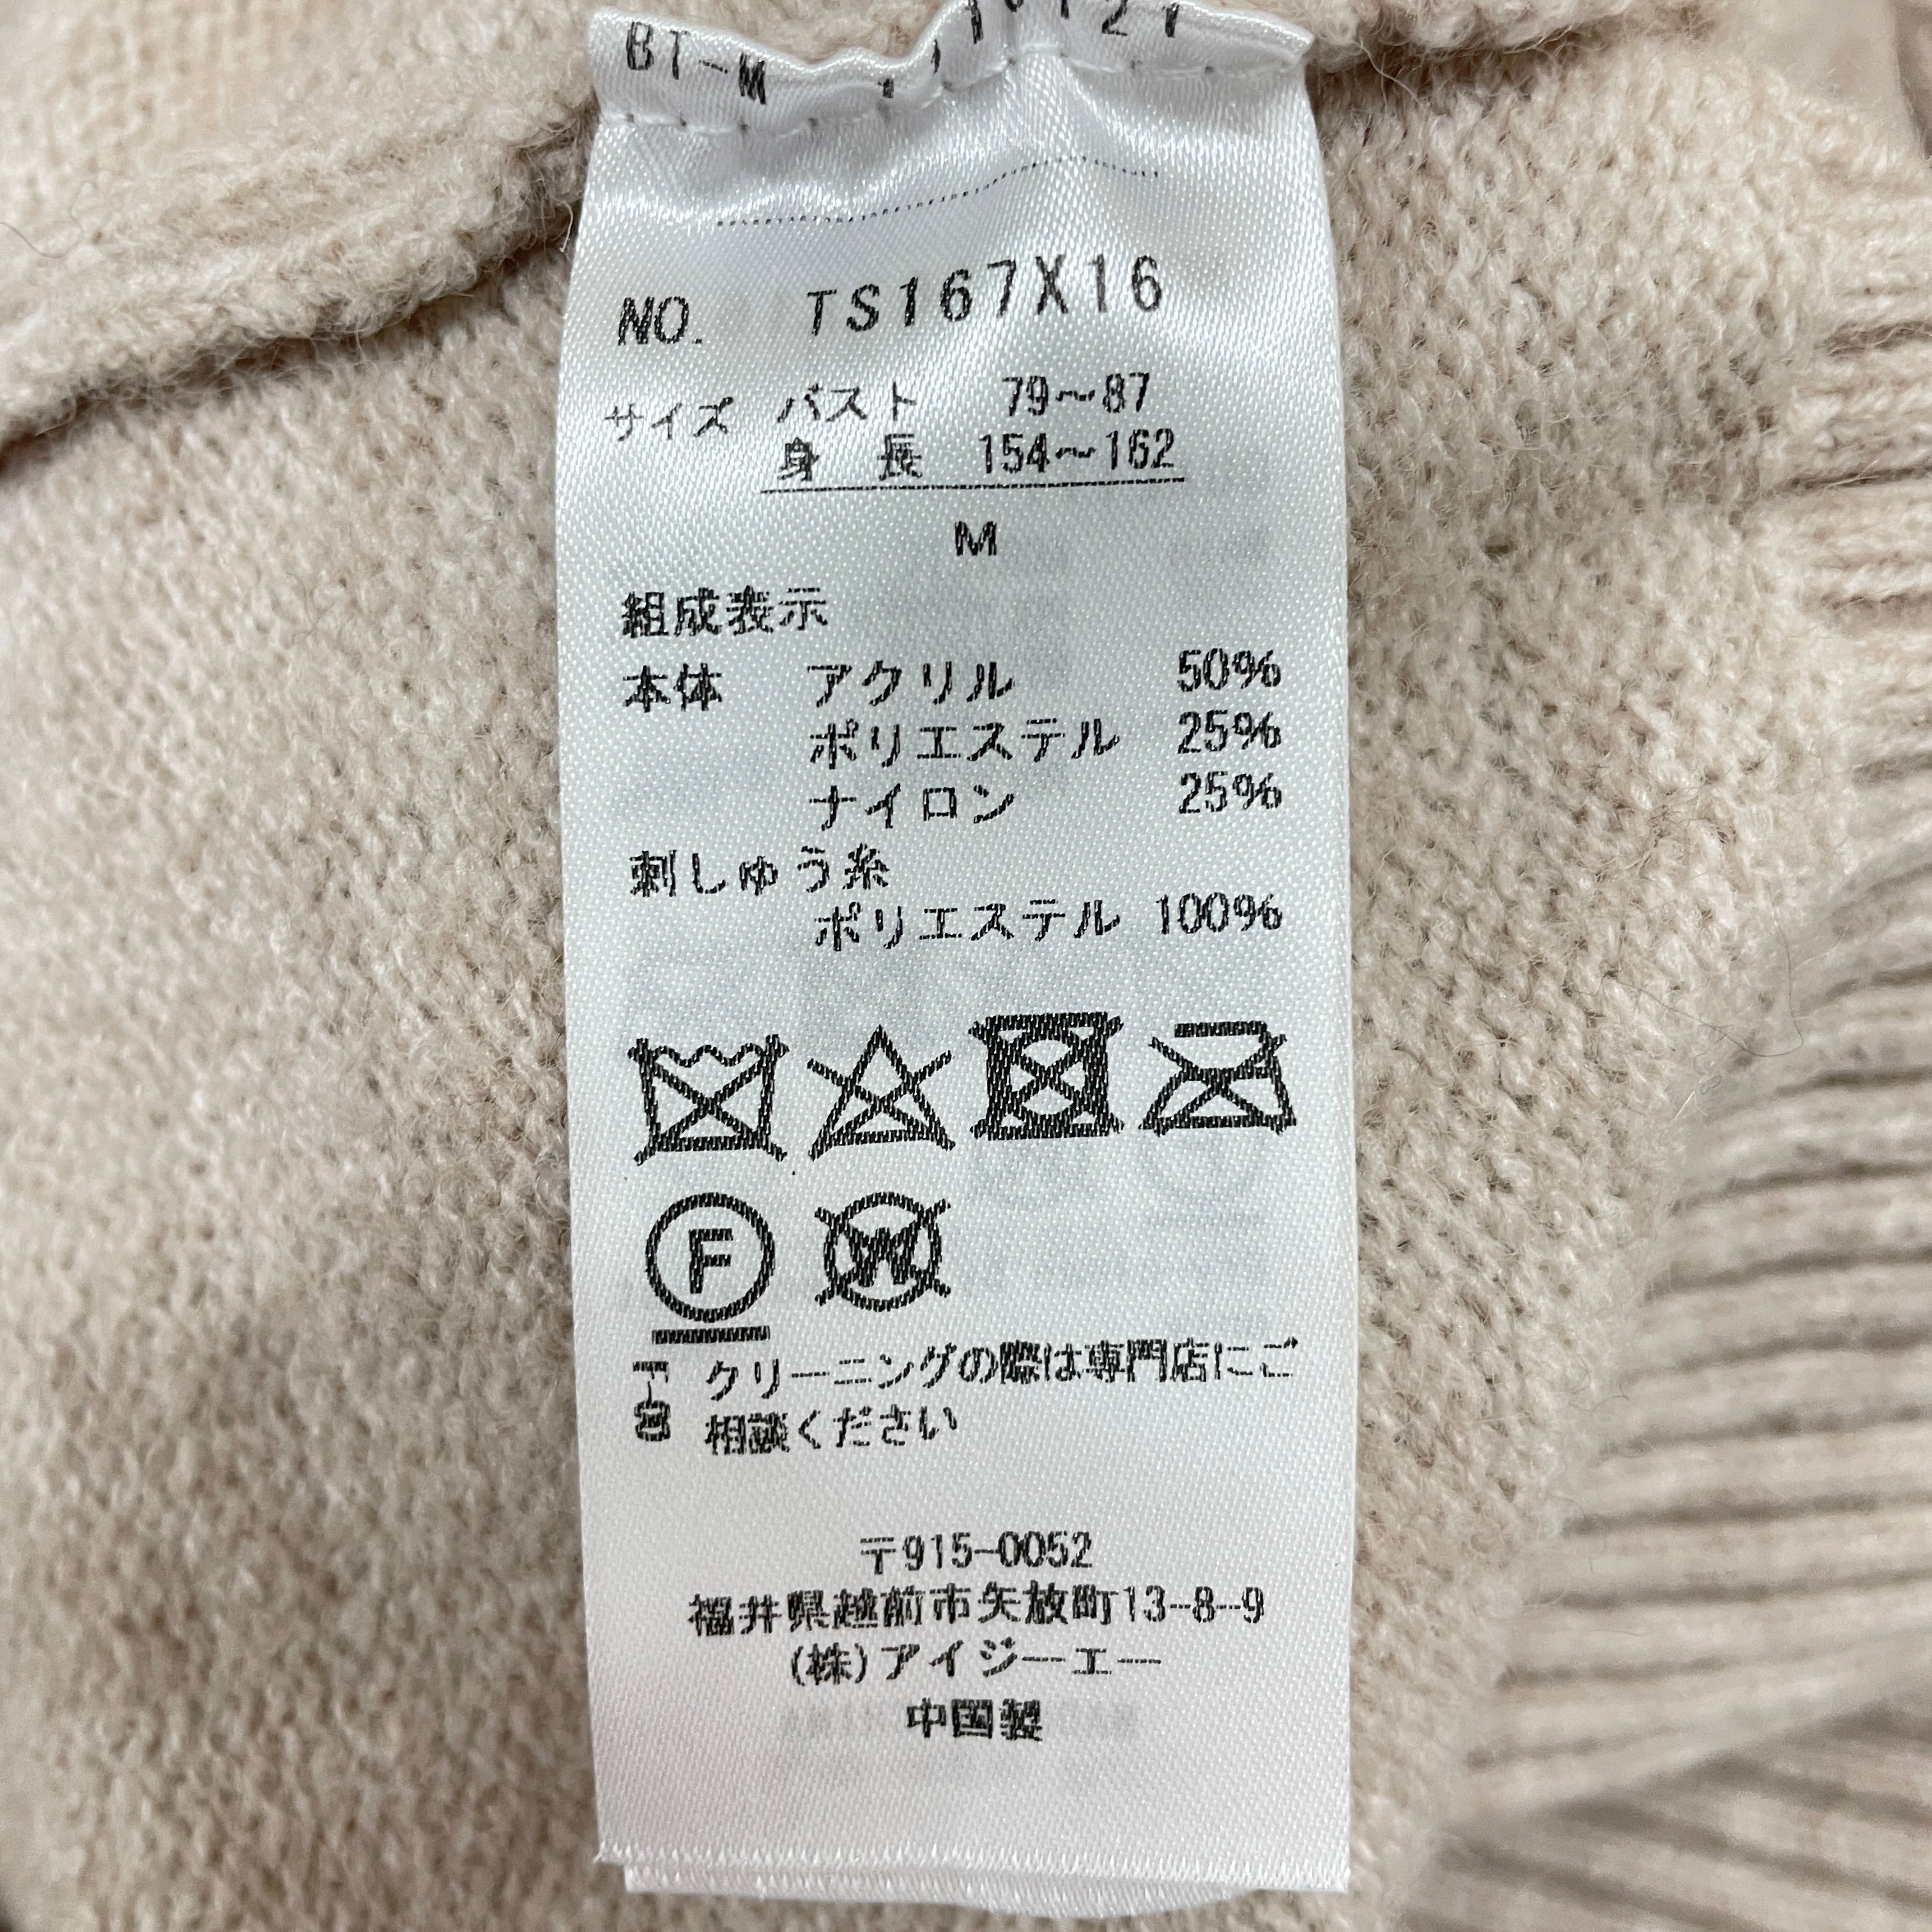 BT-M
NO. TS167X16
サイズ バスト 79～87
身 長 154～162
M
組成表示
本体 アクリル 50%
ポリエステル 25%
ナイロン 25%
刺しゅう糸
ポリエステル 100%
F
W
クリーニングの際は専門店にご
相談ください
〒915-0052
福井県越前市矢放町13-8-9
(株)アイジーエー
中国製